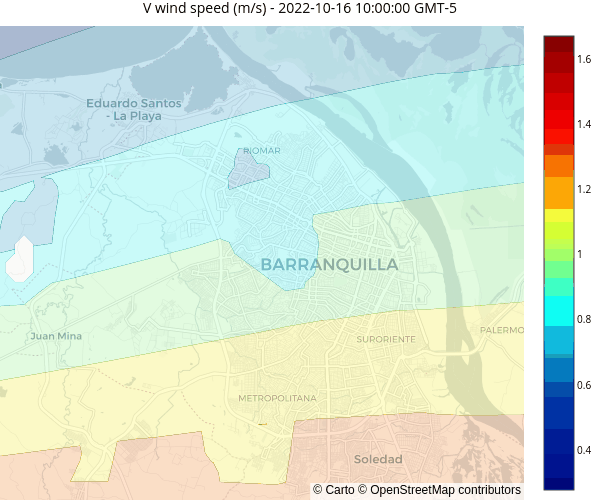 V wind speed (m/s) - 2022-10-16 10:00:00 GMT-5
1.6
Eduardo Santos
- La Playa
1.4
RIOMAR
1.2
BARRANQUILLA
1
0.8
Juan Mina
SURORIENTE
PALERMO
0.6
METROPOLITANA
0.4
Soledad
© Carto © OpenStreetMap contributors